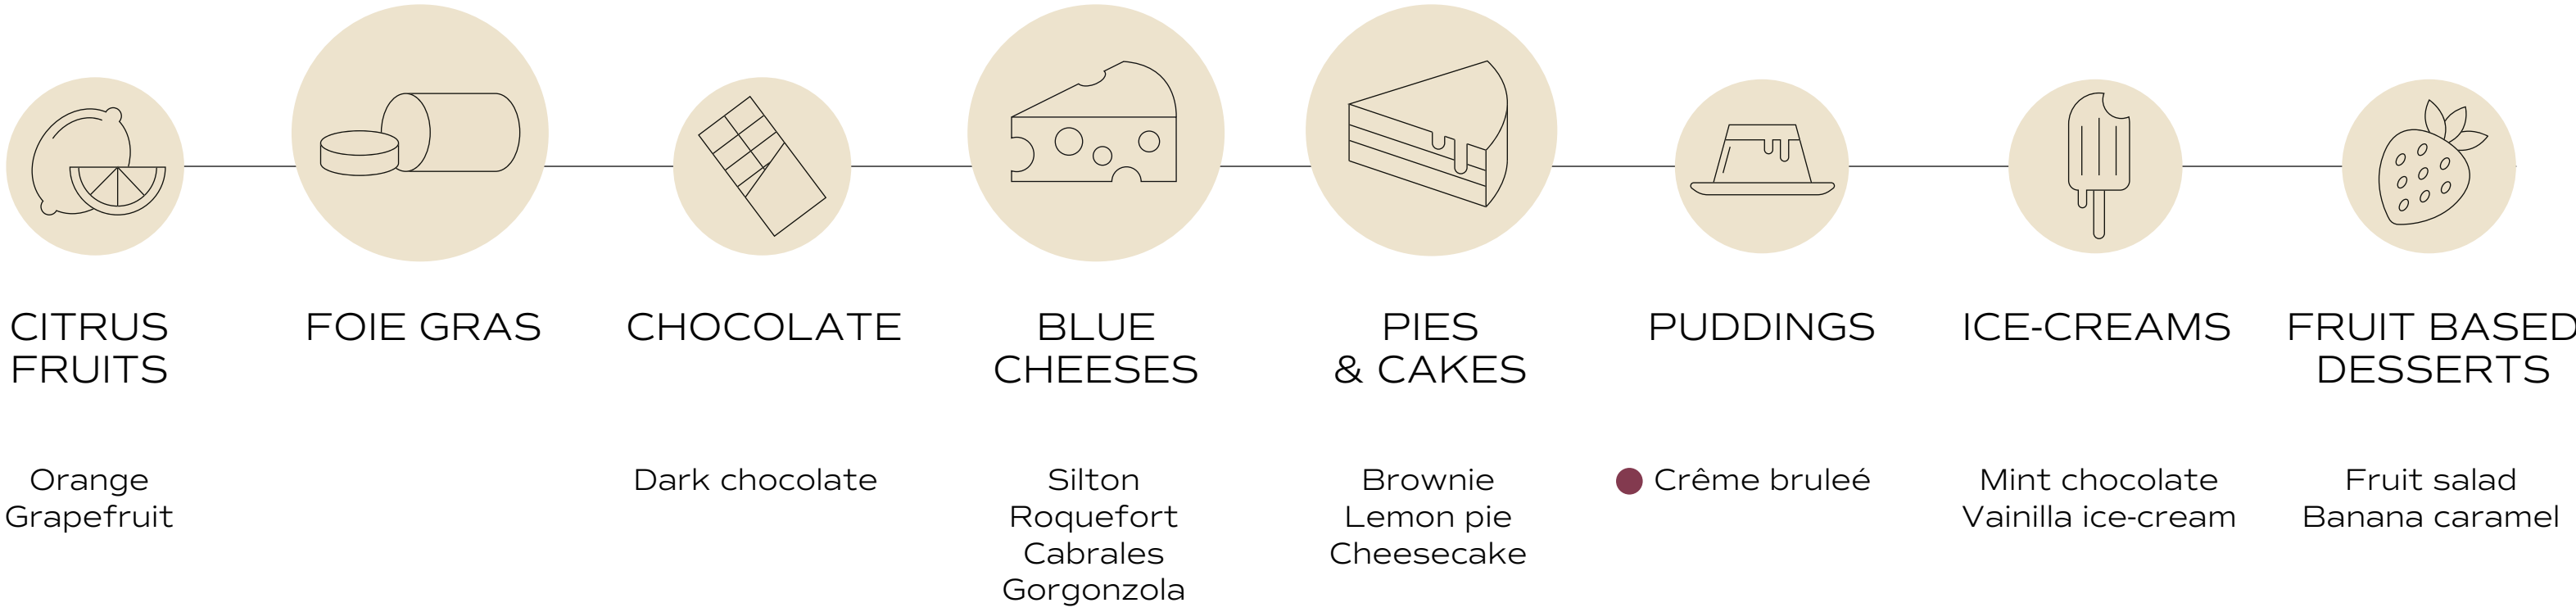 CITRUS
FRUITS
FOIE GRAS
CHOCOLATE
BLUE
CHEESES
PIES
& CAKES
PUDDINGS
ICE-CREAMS
FRUIT BASED
DESSERTS
Orange
Grapefruit
Dark chocolate
Silton
Roquefort
Cabrales
Gorgonzola
Brownie
Lemon pie
Cheesecake
Crême bruleé
Mint chocolate
Vainilla ice-cream
Fruit salad
Banana caramel